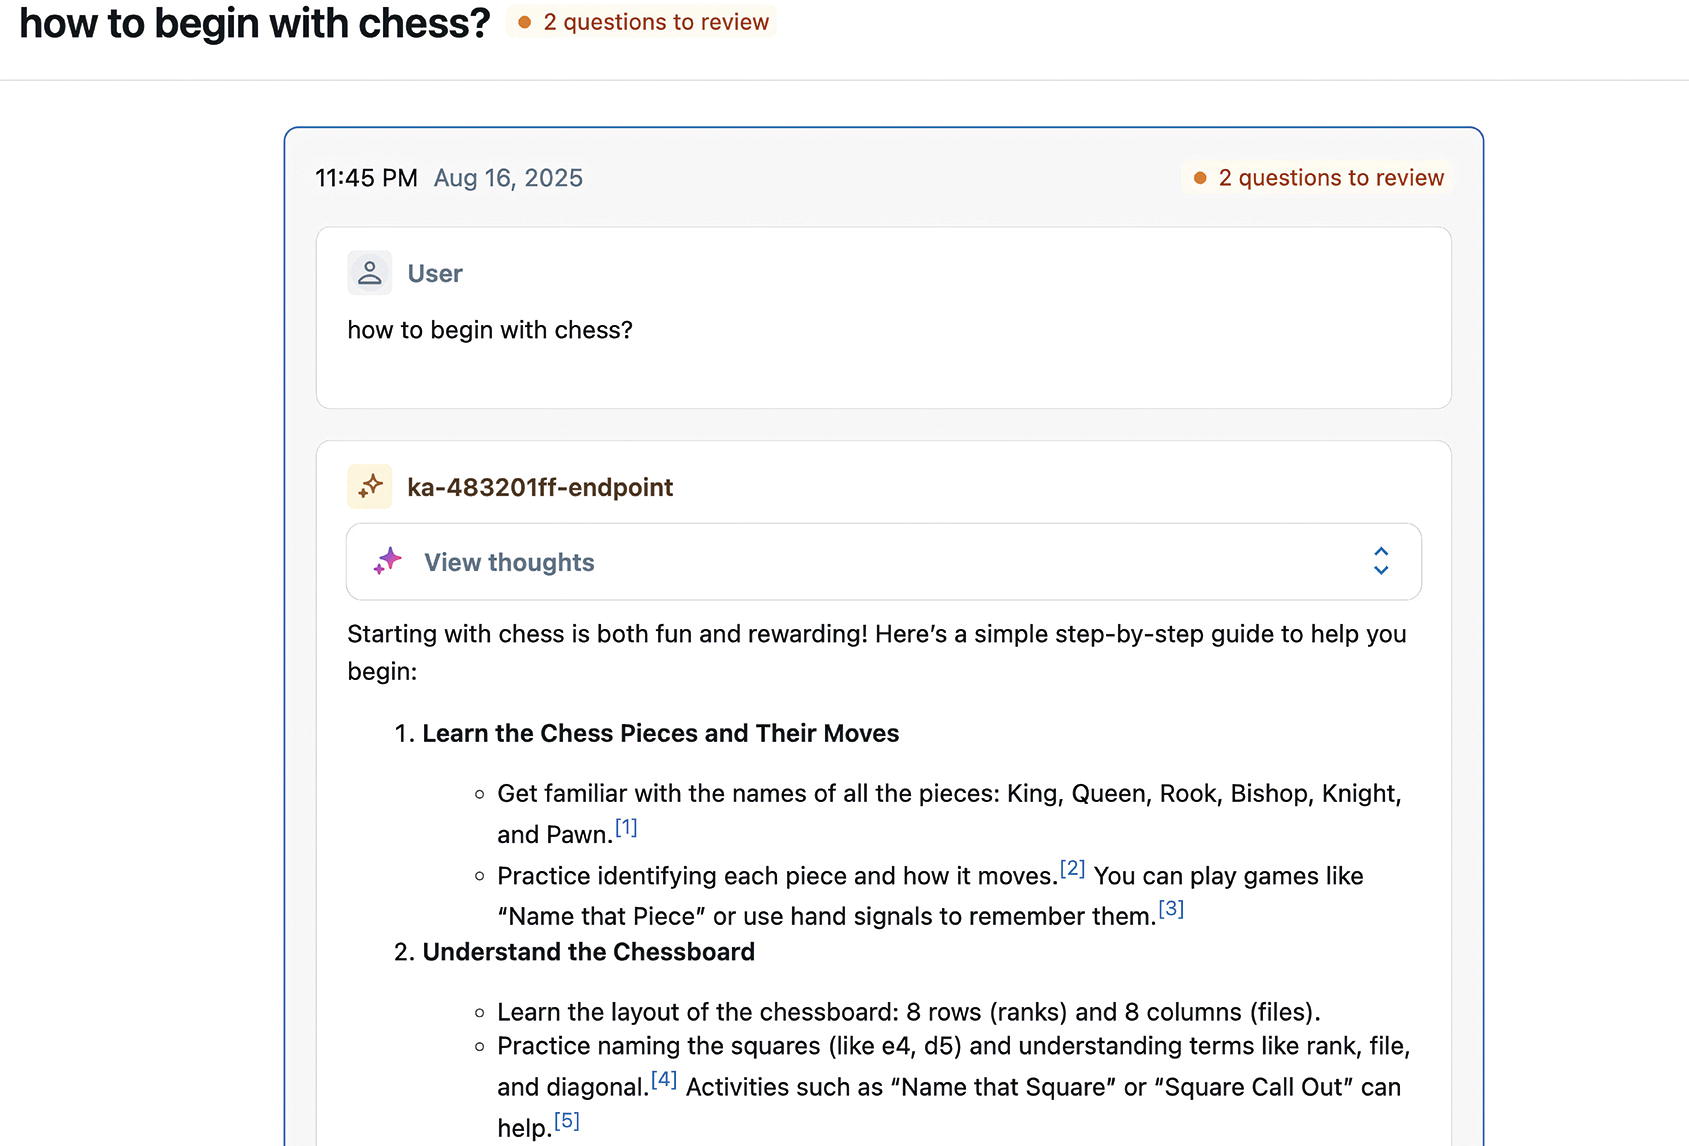 how to begin with chess? 2 questions to review
11:45 PM Aug 16, 2025 2 questions to review
User
how to begin with chess?
ka-483201ff-endpoint
View thoughts
Starting with chess is both fun and rewarding! Here’s a simple step-by-step guide to help you
begin:
1. Learn the Chess Pieces and Their Moves
Get familiar with the names of all the pieces: King, Queen, Rook, Bishop, Knight,
and Pawn.[1]
Practice identifying each piece and how it moves.[2] You can play games like
“Name that Piece” or use hand signals to remember them.[3]
2. Understand the Chessboard
Learn the layout of the chessboard: 8 rows (ranks) and 8 columns (files).
Practice naming the squares (like e4, d5) and understanding terms like rank, file,
and diagonal.[4] Activities such as “Name that Square” or “Square Call Out” can
help.[5]